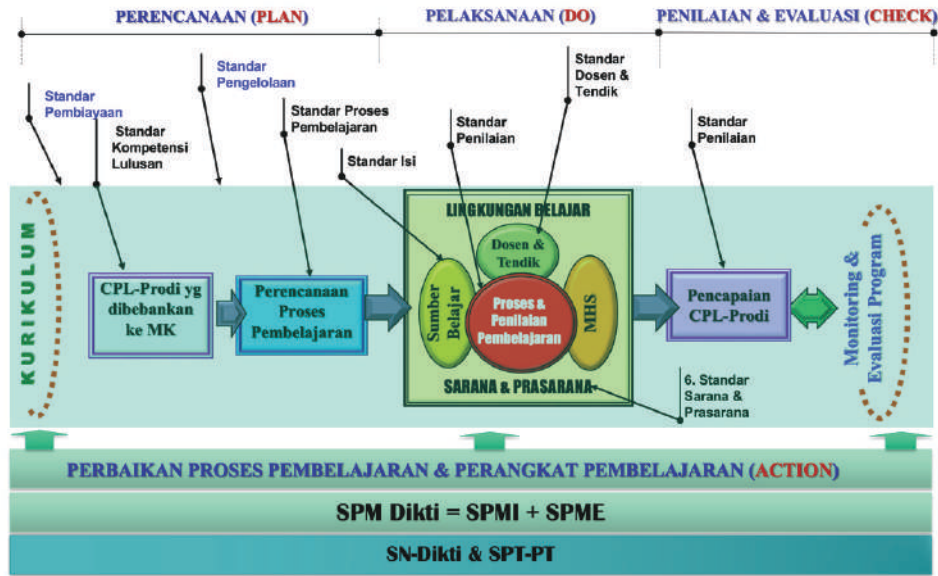 PERENCANAAN (PLAN)
PELAKSANAAN (DO)
PENILAIAN & EVALUASI (CHECK)
Standar
Pembiayaan
Standar
Kompetensi
Lulusan
Standar
Pengelolaan
Standar Proses
Pembelajaran
Standar Isi
Standar
Penilaian
Standar
Dosen &
Tendik
Standar
Penilaian
KURIKULUM
CPL-Prodi yg
dibebankan
ke MK
Perencanaan
Proses
Pembelajaran
LINGKUNGAN BELAJAR
Dosen &
Tendik
Sumber
Belajar
Proses &
Penilaian
Pembelajaran
MHS
SARANA & PRASARANA
Pencapaian
CPL-Prodi
Monitoring &
Evaluasi Program
6. Standar
Sarana &
Prasarana
PERBAIKAN PROSES PEMBELAJARAN & PERANGKAT PEMBELAJARAN (ACTION)
SPM Dikti = SPMI + SPME
SN-Dikti & SPT-PT